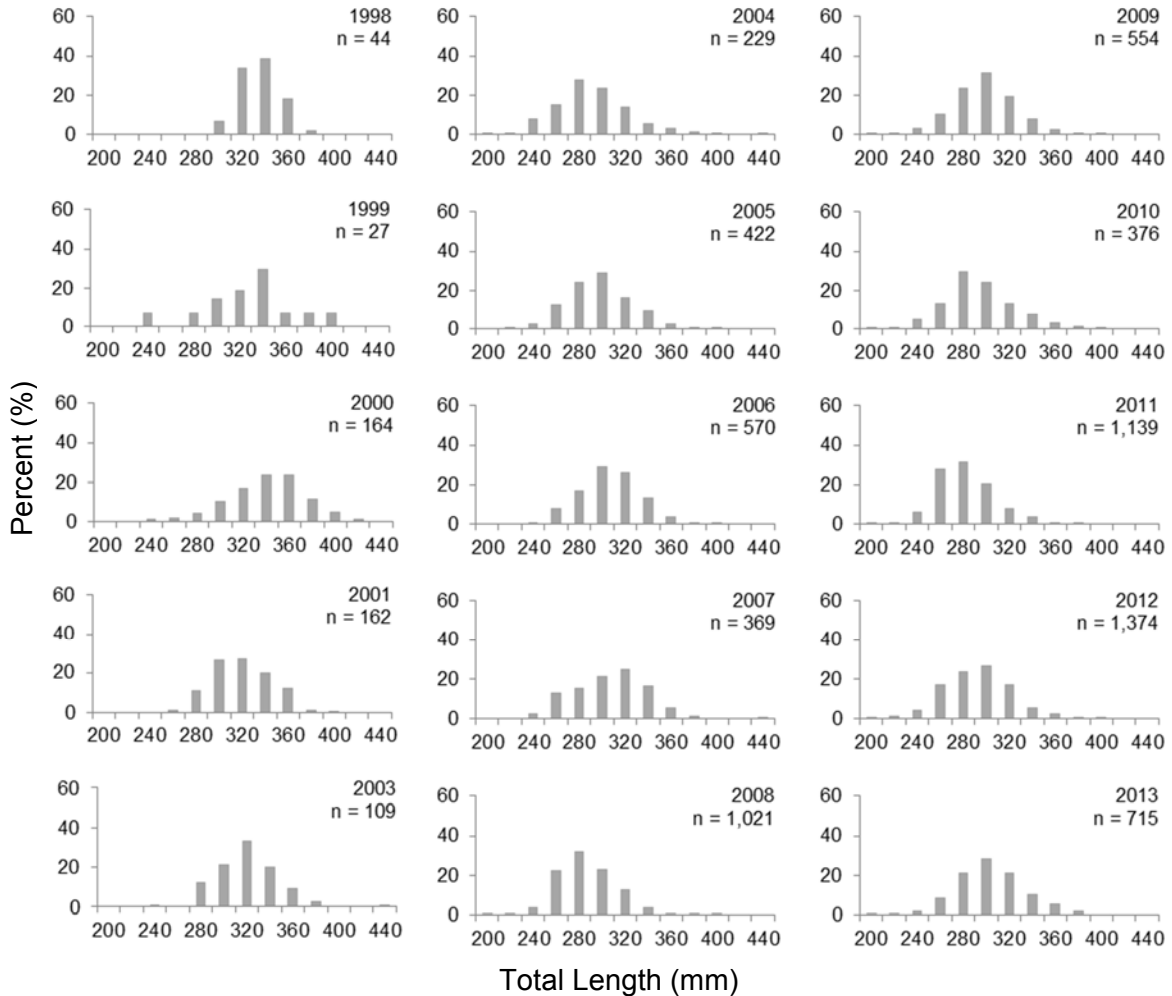 Percent (%)
1998
n = 44
60
40
20
0
200 240 280 320 360 400 440
1999
n = 27
60
40
20
0
200 240 280 320 360 400 440
2000
n = 164
60
40
20
0
200 240 280 320 360 400 440
2001
n = 162
60
40
20
0
200 240 280 320 360 400 440
2003
n = 109
60
40
20
0
200 240 280 320 360 400 440
2004
n = 229
60
40
20
0
200 240 280 320 360 400 440
2005
n = 422
60
40
20
0
200 240 280 320 360 400 440
2006
n = 570
60
40
20
0
200 240 280 320 360 400 440
2007
n = 369
60
40
20
0
200 240 280 320 360 400 440
2008
n = 1,021
60
40
20
0
200 240 280 320 360 400 440
2009
n = 554
60
40
20
0
200 240 280 320 360 400 440
2010
n = 376
60
40
20
0
200 240 280 320 360 400 440
2011
n = 1,139
60
40
20
0
200 240 280 320 360 400 440
2012
n = 1,374
60
40
20
0
200 240 280 320 360 400 440
2013
n = 715
60
40
20
0
200 240 280 320 360 400 440
Total Length (mm)